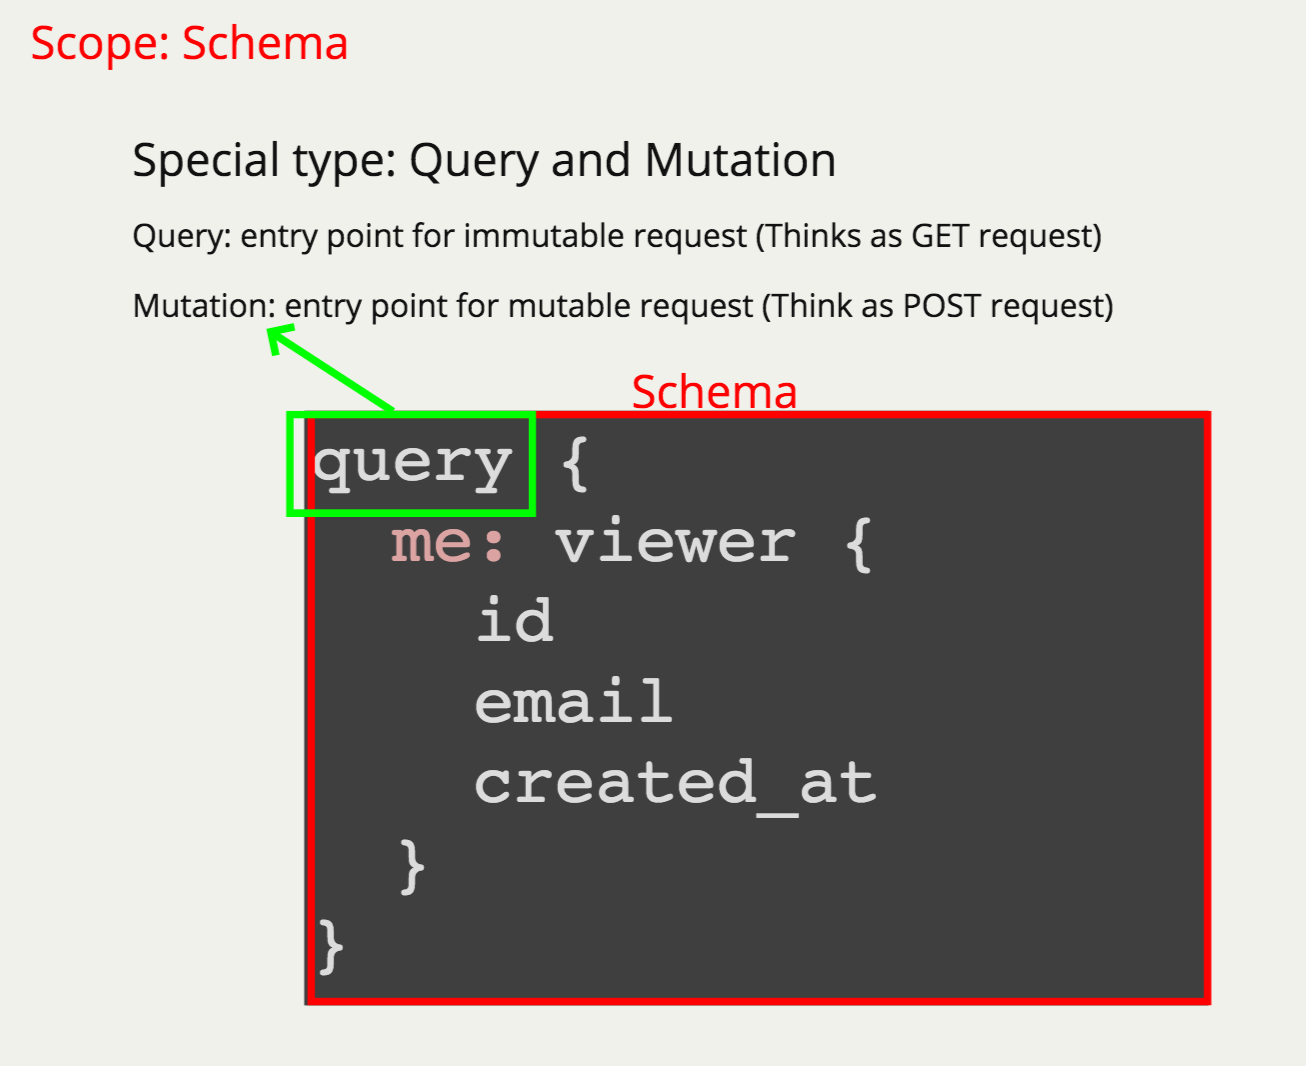 Scope: Schema
Special type: Query and Mutation
Query: entry point for immutable request (Thinks as GET request)
Mutation: entry point for mutable request (Think as POST request)
Schema
query {
  me: viewer {
    id
    email
    created_at
  }
}